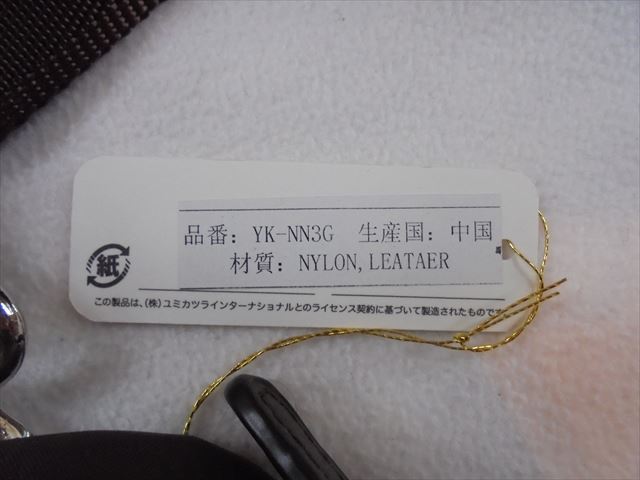 品番: YK-NN3G 生産国: 中国
材質: NYLON,LEATAER
紙
この製品は、(株)ユミカツラインターナショナルとのライセンス契約に基づいて製造されたものです